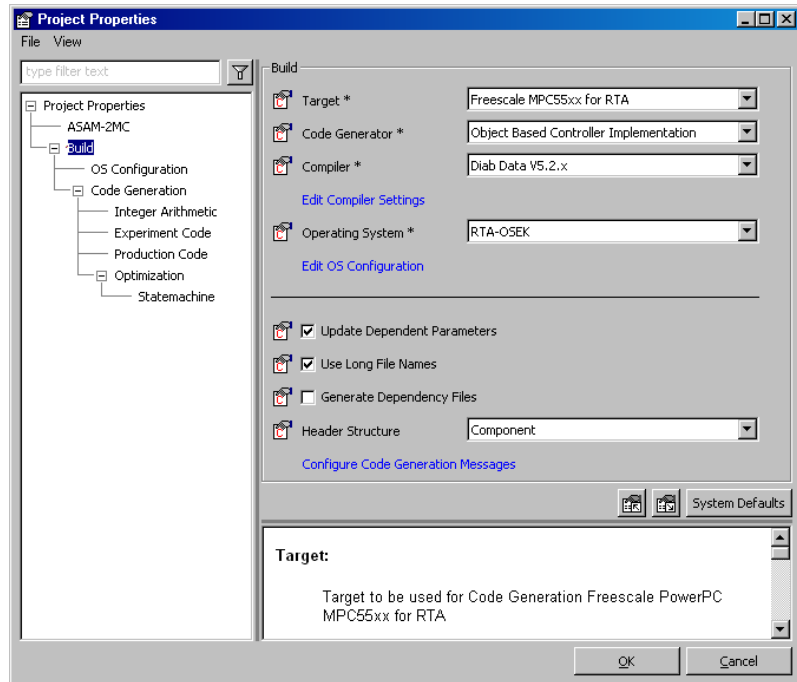 Project Properties
File View
type filter text
Project Properties
ASAM-2MC
Build
OS Configuration
Code Generation
Integer Arithmetic
Experiment Code
Production Code
Optimization
Statemachine
Build
Target * Freescale MPC55xx for RTA
Code Generator * Object Based Controller Implementation
Compiler * Diab Data V5.2.x
Edit Compiler Settings
Operating System * RTA-OSEK
Edit OS Configuration
Update Dependent Parameters
Use Long File Names
Generate Dependency Files
Header Structure Component
Configure Code Generation Messages
System Defaults
Target:
Target to be used for Code Generation Freescale PowerPC
MPC55xx for RTA
OK Cancel